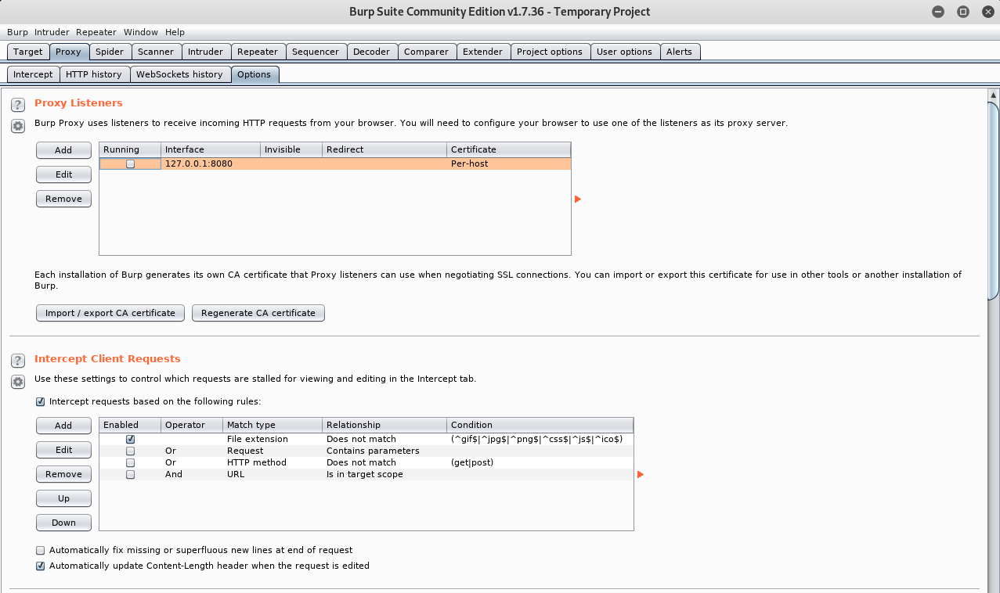 Burp Suite Community Edition v1.7.36 - Temporary Project
Burp Intruder Repeater Window Help
Target Proxy Spider Scanner Intruder Repeater Sequencer Decoder Comparer Extender Project options User options Alerts
Intercept HTTP history WebSockets history Options
? Proxy Listeners
Burp Proxy uses listeners to receive incoming HTTP requests from your browser. You will need to configure your browser to use one of the listeners as its proxy server.
Add Running Interface Invisible Redirect Certificate
127.0.0.1:8080 Per-host
Edit
Remove
Each installation of Burp generates its own CA certificate that Proxy listeners can use when negotiating SSL connections. You can import or export this certificate for use in other tools or another installation of
Burp.
Import / export CA certificate Regenerate CA certificate
? Intercept Client Requests
Use these settings to control which requests are stalled for viewing and editing in the Intercept tab.
Intercept requests based on the following rules:
Add Enabled Operator Match type Relationship Condition
File extension Does not match (^gif$|^jpg$|^png$|^css$|^js$|^ico$)
Edit Or Request Contains parameters
Or HTTP method Does not match (get|post)
Remove And URL Is in target scope
Up
Down
Automatically fix missing or superfluous new lines at end of request
Automatically update Content-Length header when the request is edited